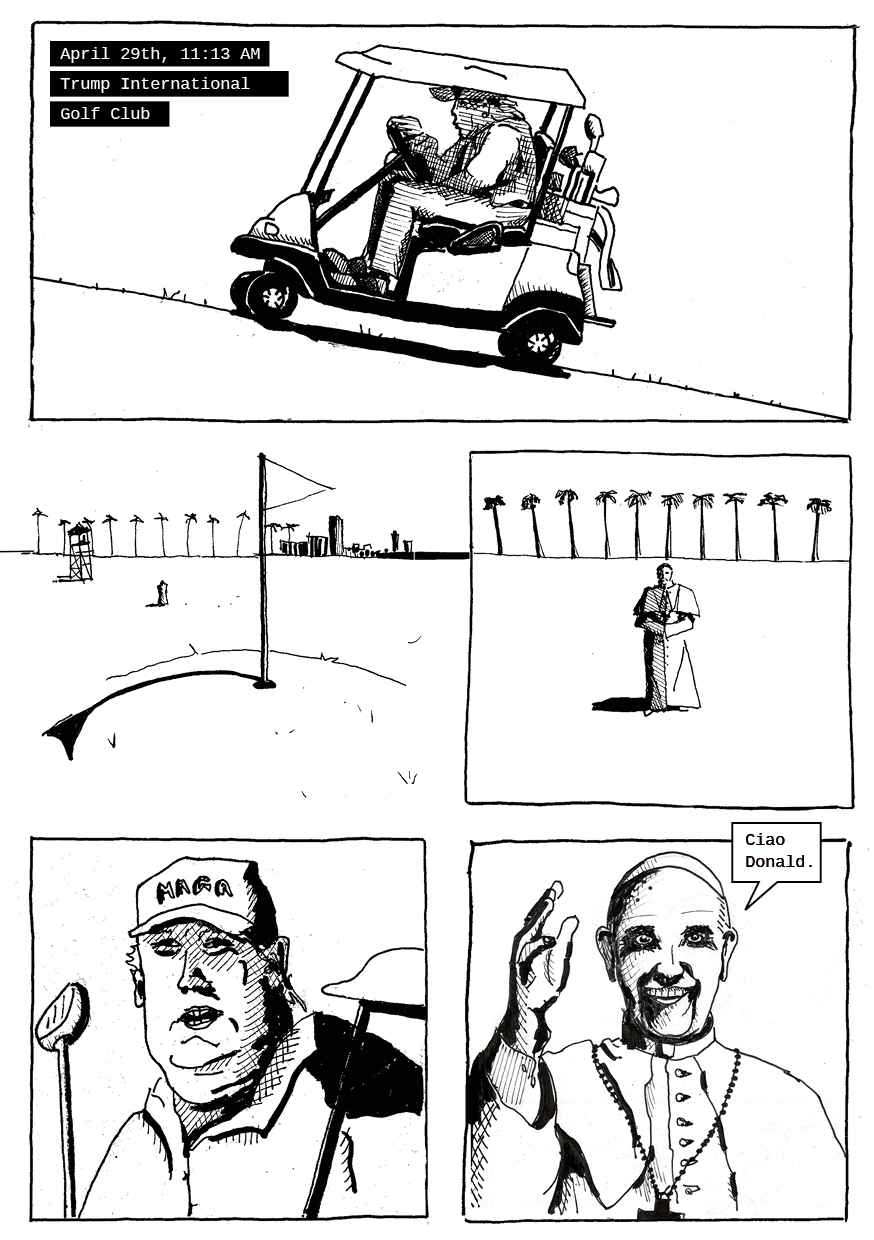 April 29th, 11:13 AM
Trump International
Golf Club
MAGA
Ciao
Donald.